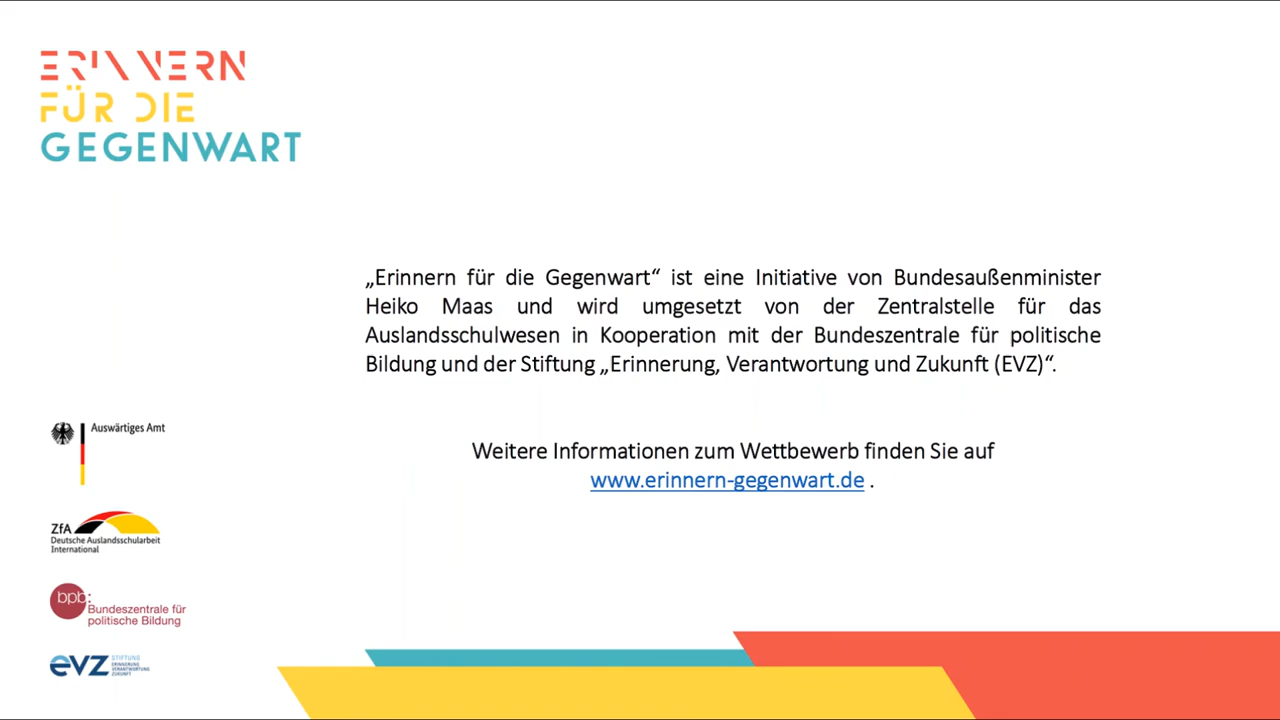 ERINNERN
FÜR DIE
GEGENWART
„Erinnern für die Gegenwart“ ist eine Initiative von Bundesaußenminister
Heiko Maas und wird umgesetzt von der Zentralstelle für das
Auslandsschulwesen in Kooperation mit der Bundeszentrale für politische
Bildung und der Stiftung „Erinnerung, Verantwortung und Zukunft (EVZ)“.
Weitere Informationen zum Wettbewerb finden Sie auf
www.erinnern-gegenwart.de .
Auswärtiges Amt
ZfA
Deutsche Auslandsschularbeit
International
bpb:
Bundeszentrale für
politische Bildung
evz STIFTUNG
ERINNERUNG
VERANTWORTUNG
ZUKUNFT